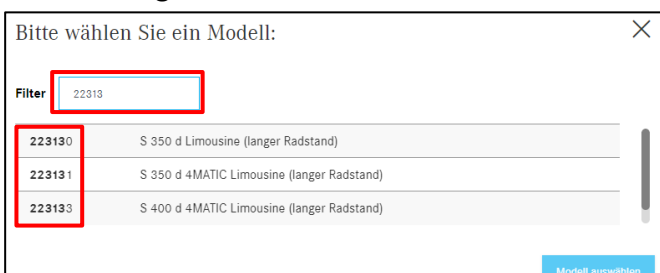 Bitte wählen Sie ein Modell:
Filter 22313
223130 S 350 d Limousine (langer Radstand)
223131 S 350 d 4MATIC Limousine (langer Radstand)
223133 S 400 d 4MATIC Limousine (langer Radstand)
Modell auswählen